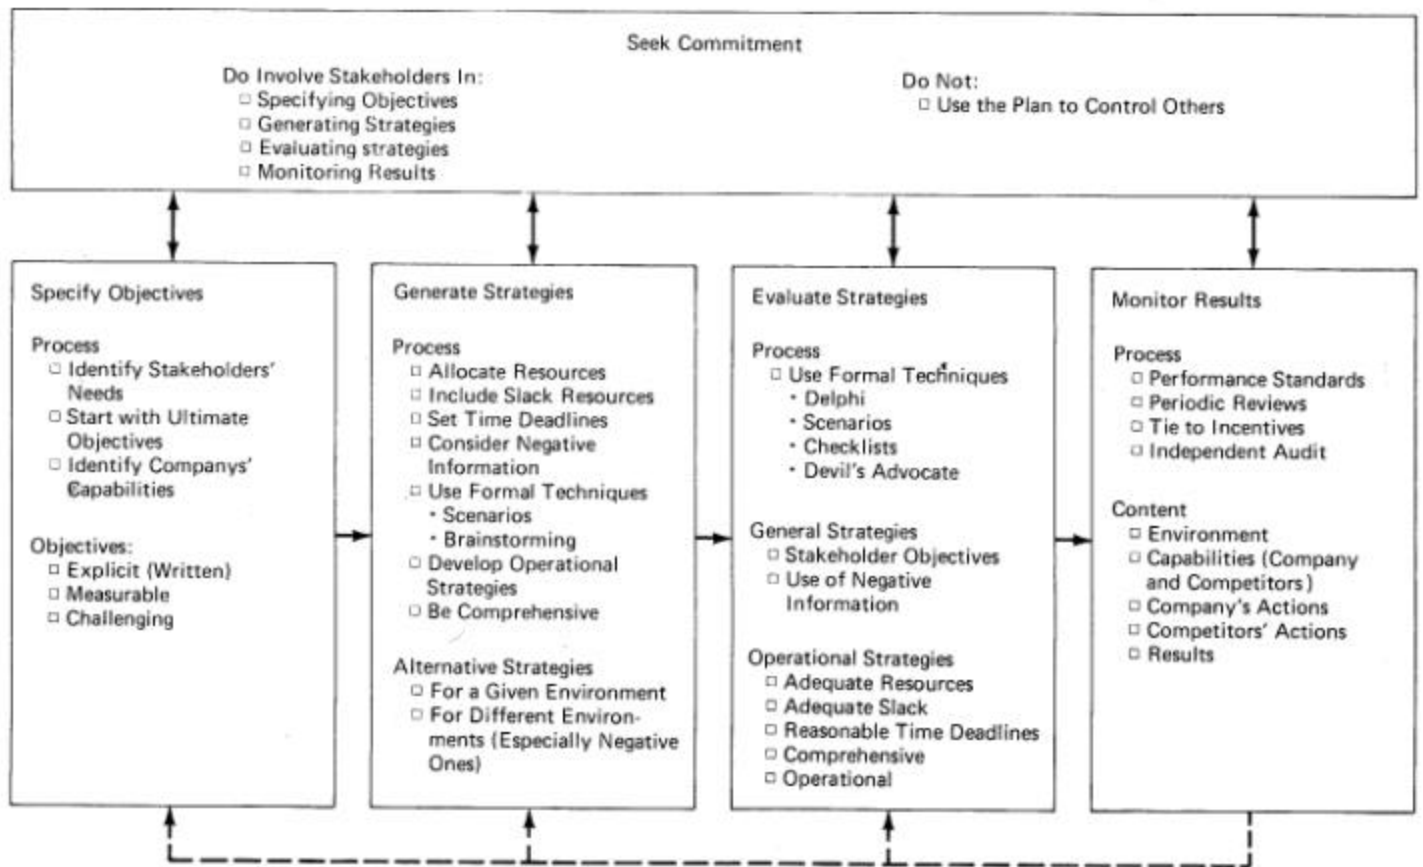 Seek Commitment
Do Involve Stakeholders In:
□ Specifying Objectives
□ Generating Strategies
□ Evaluating strategies
□ Monitoring Results
Do Not:
□ Use the Plan to Control Others
Specify Objectives
Process
□ Identify Stakeholders'
Needs
□ Start with Ultimate
Objectives
□ Identify Companys'
Capabilities
Objectives:
□ Explicit (Written)
□ Measurable
□ Challenging
Generate Strategies
Process
□ Allocate Resources
□ Include Slack Resources
□ Set Time Deadlines
□ Consider Negative
Information
□ Use Formal Techniques
• Scenarios
• Brainstorming
□ Develop Operational
Strategies
□ Be Comprehensive
Alternative Strategies
□ For a Given Environment
□ For Different Environ-
ments (Especially Negative
Ones)
Evaluate Strategies
Process
□ Use Formal Techniques
• Delphi
• Scenarios
• Checklists
• Devil's Advocate
General Strategies
□ Stakeholder Objectives
□ Use of Negative
Information
Operational Strategies
□ Adequate Resources
□ Adequate Slack
□ Reasonable Time Deadlines
□ Comprehensive
□ Operational
Monitor Results
Process
□ Performance Standards
□ Periodic Reviews
□ Tie to Incentives
□ Independent Audit
Content
□ Environment
□ Capabilities (Company
and Competitors)
□ Company's Actions
□ Competitors' Actions
□ Results